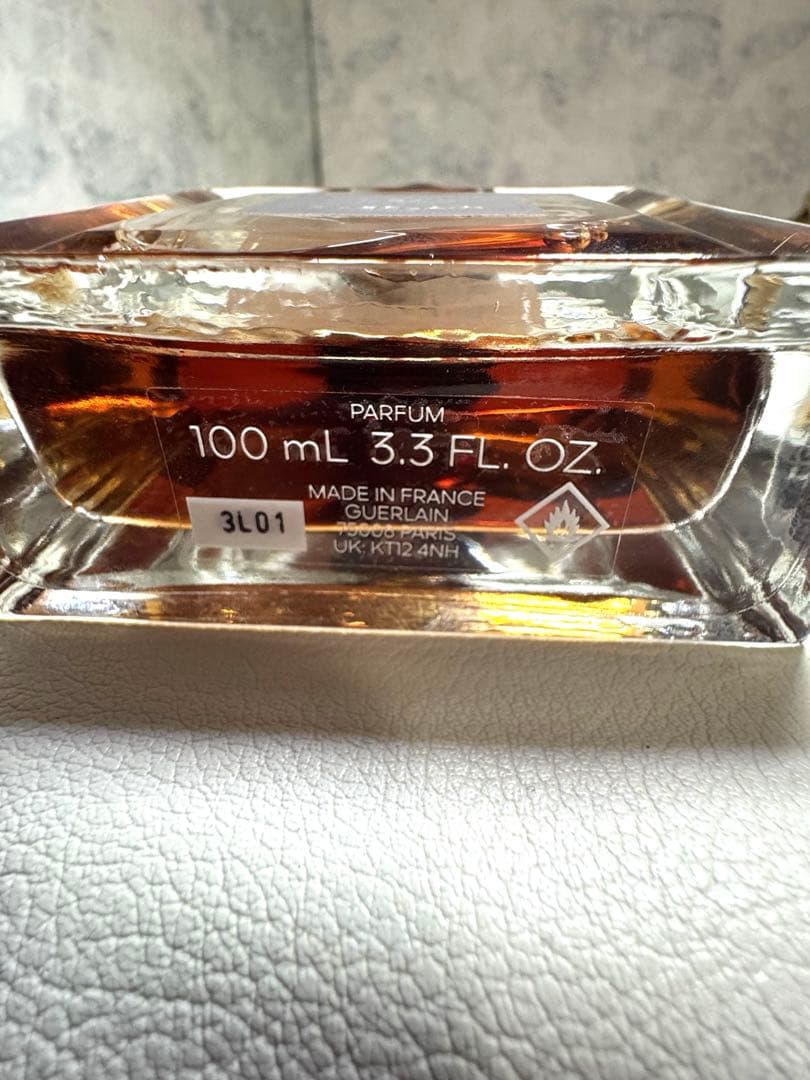 PARFUM
100 mL 3.3 FL. OZ.
MADE IN FRANCE
GUERLAIN
3L01
75008 PARIS
UK: KT12 4NH